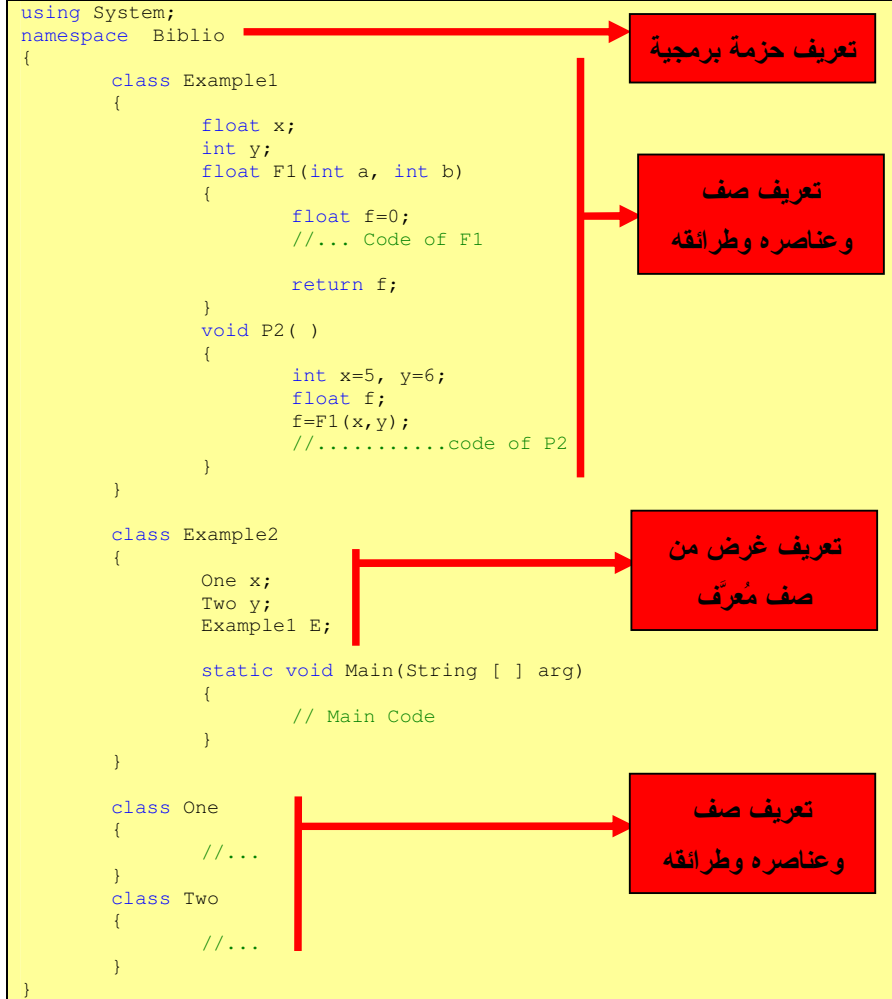 using System;
namespace  Biblio
تعريف حزمة برمجية
{
class Example1
{
float x;
int y;
float F1(int a, int b)
{
float f=0;
//... Code of F1
return f;
}
void P2( )
{
int x=5, y=6;
float f;
f=F1(x,y);
//...........code of P2
}
}
تعريف صف
وعناصره وطرائقه
class Example2
{
One x;
Two y;
Example1 E;
تعريف غرض من
صف مُعرَّف
static void Main(String [ ] arg)
{
// Main Code
}
}
class One
{
//...
}
class Two
{
//...
}
تعريف صف
وعناصره وطرائقه
}